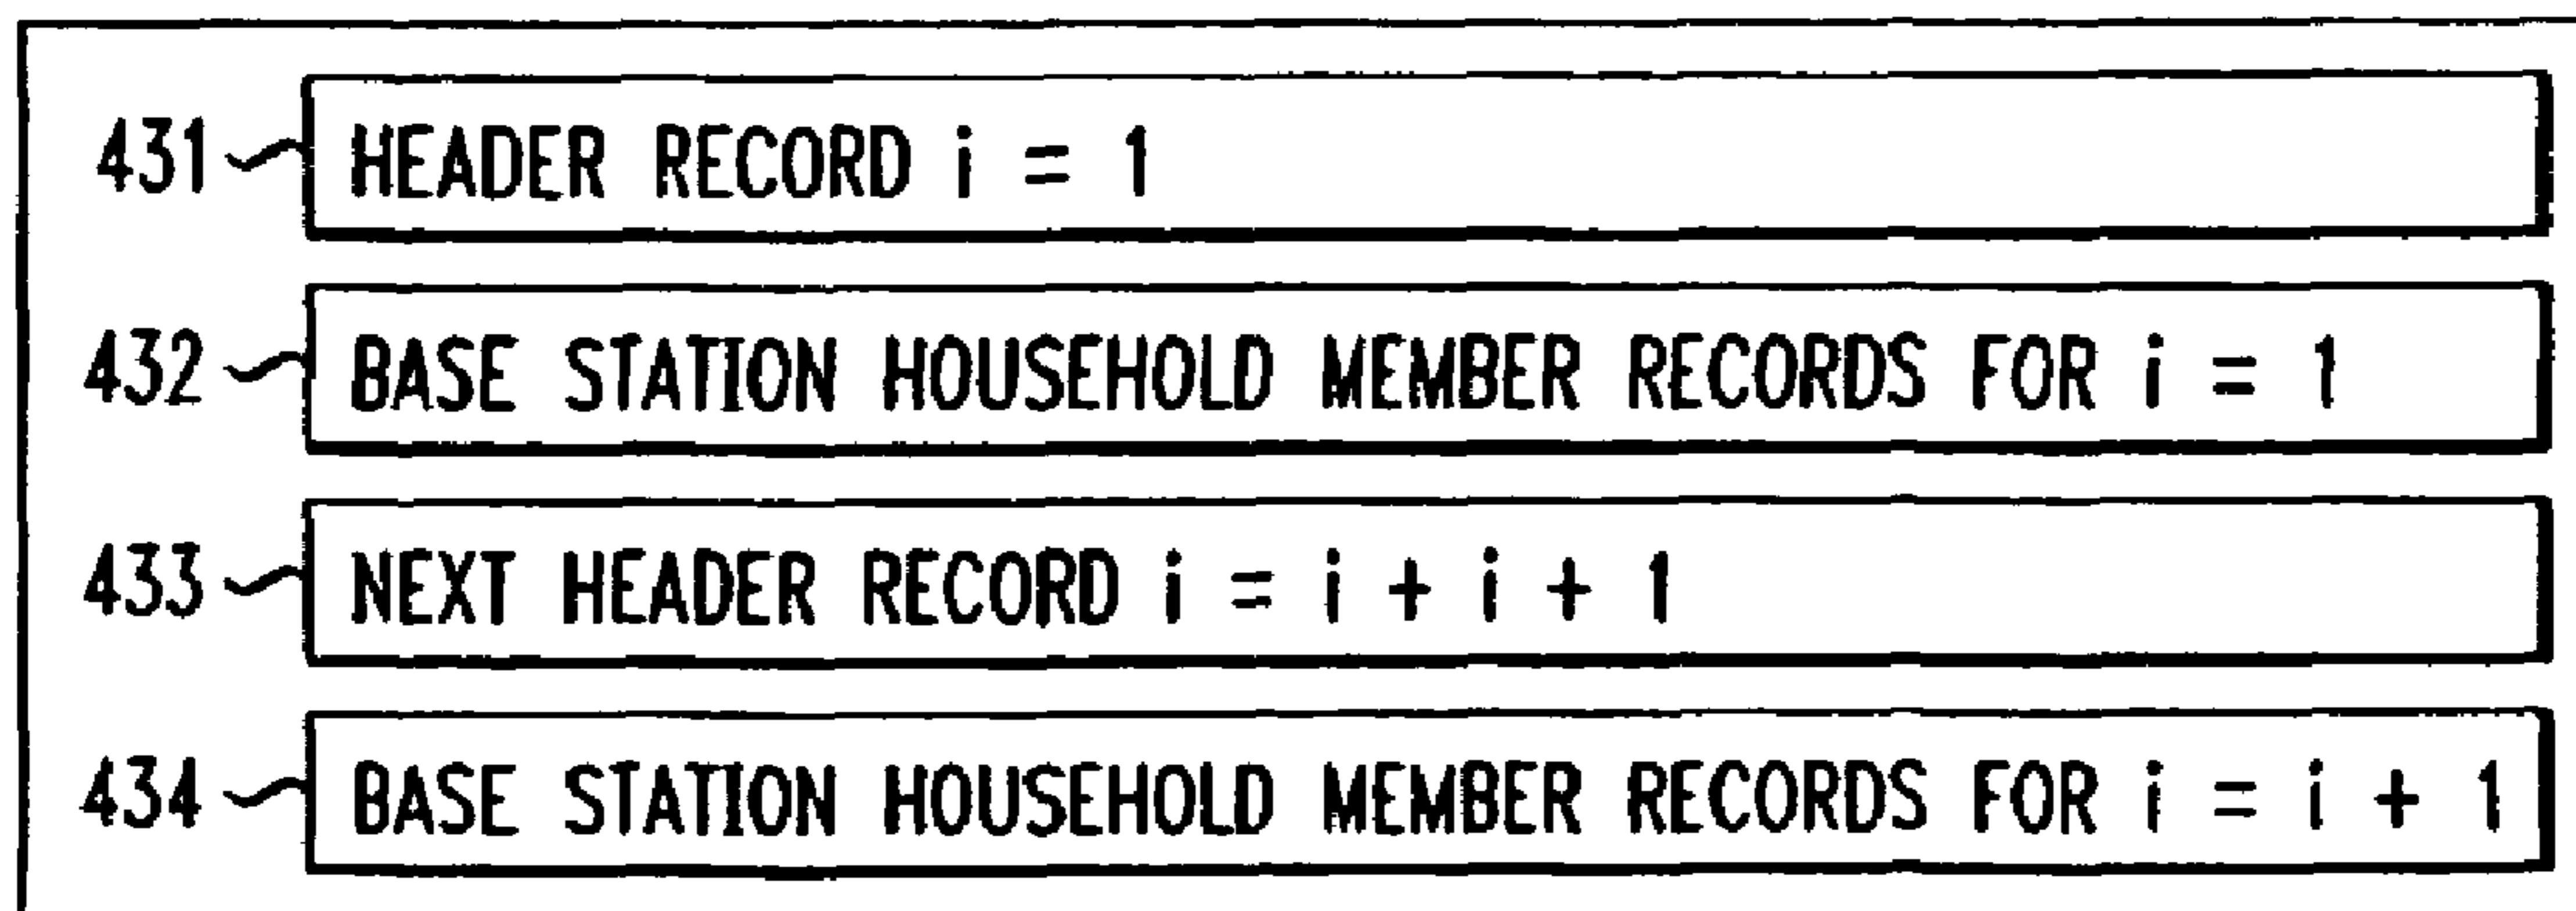 431 HEADER RECORD i = 1
432 BASE STATION HOUSEHOLD MEMBER RECORDS FOR i = 1
433 NEXT HEADER RECORD i = i + i + 1
434 BASE STATION HOUSEHOLD MEMBER RECORDS FOR i = i + 1